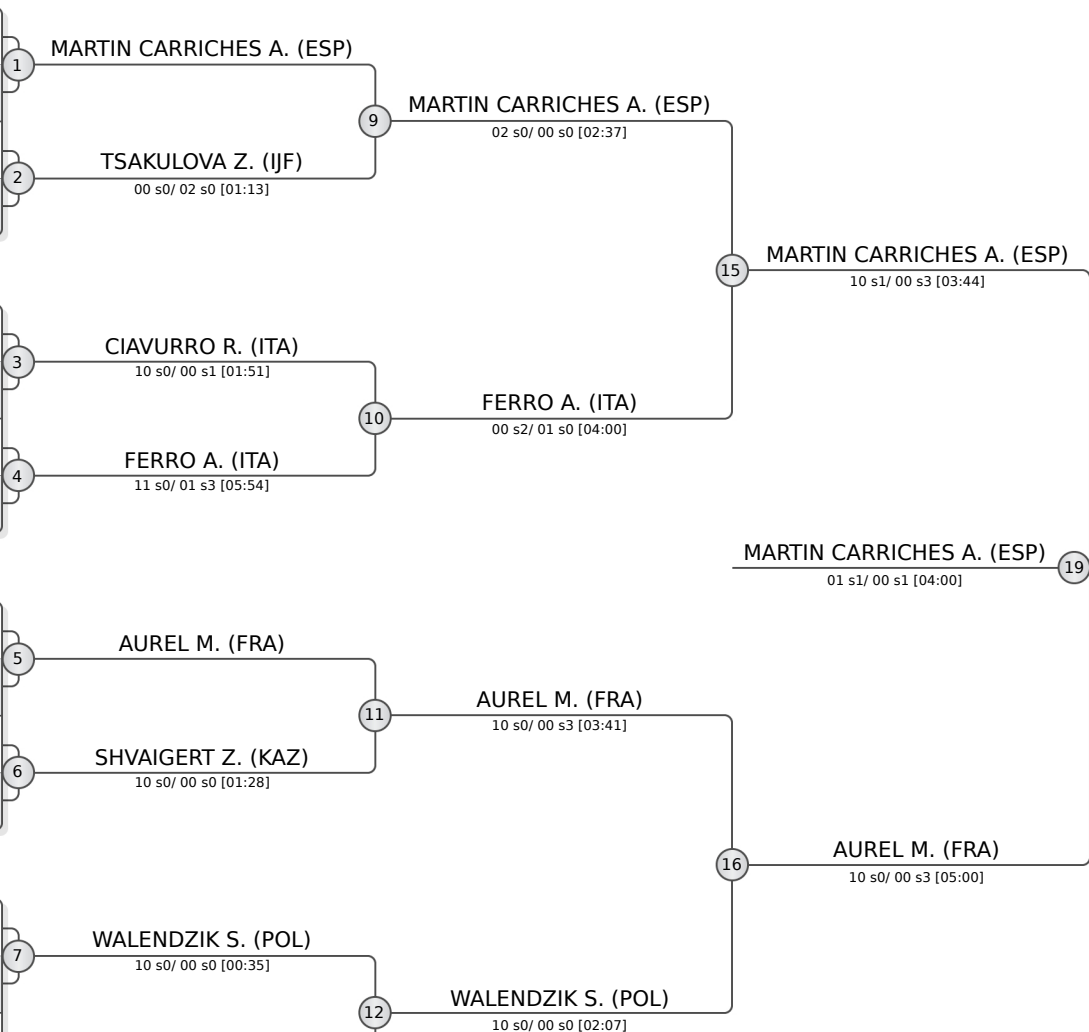 MARTIN CARRICHES A. (ESP)
1
MARTIN CARRICHES A. (ESP)
9
02 s0/ 00 s0 [02:37]
TSAKULOVA Z. (IJF)
2
00 s0/ 02 s0 [01:13]
MARTIN CARRICHES A. (ESP)
15
10 s1/ 00 s3 [03:44]
CIAVURRO R. (ITA)
3
10 s0/ 00 s1 [01:51]
FERRO A. (ITA)
10
00 s2/ 01 s0 [04:00]
FERRO A. (ITA)
4
11 s0/ 01 s3 [05:54]
MARTIN CARRICHES A. (ESP)
19
01 s1/ 00 s1 [04:00]
AUREL M. (FRA)
5
AUREL M. (FRA)
11
10 s0/ 00 s3 [03:41]
SHVAIGERT Z. (KAZ)
6
10 s0/ 00 s0 [01:28]
AUREL M. (FRA)
16
10 s0/ 00 s3 [05:00]
WALENDZIK S. (POL)
7
10 s0/ 00 s0 [00:35]
WALENDZIK S. (POL)
12
10 s0/ 00 s0 [02:07]